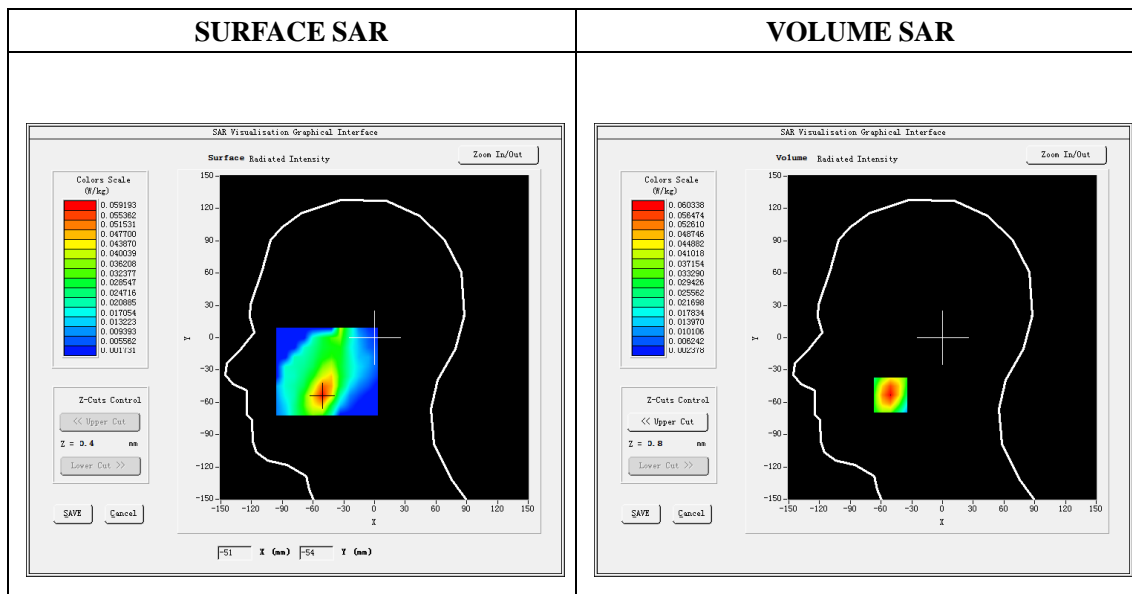 SURFACE SAR
VOLUME SAR
SAR Visualisation Graphical Interface
Surface Radiated Intensity
Zoom In/Out
Colors Scale
(W/kg)
0.059193
0.055362
0.051531
0.047700
0.043870
0.040039
0.036208
0.032377
0.028547
0.024716
0.020885
0.017054
0.013223
0.009393
0.005562
0.001731
150
120
90
60
30
0
-30
-60
-90
-120
-150
Y
-150 -120 -90 -60 -30 0 30 60 90 120 150
X
Z-Cuts Control
<< Upper Cut
Z = 0.4 mm
Lower Cut >>
SAVE Cancel
-51 X (mm) -54 Y (mm)
SAR Visualisation Graphical Interface
Volume Radiated Intensity
Zoom In/Out
Colors Scale
(W/kg)
0.060338
0.056474
0.052610
0.048746
0.044882
0.041018
0.037154
0.033290
0.029426
0.025562
0.021698
0.017834
0.013970
0.010106
0.006242
0.002378
150
120
90
60
30
0
-30
-60
-90
-120
-150
Y
-150 -120 -90 -60 -30 0 30 60 90 120 150
X
Z-Cuts Control
<< Upper Cut
Z = 0.8 mm
Lower Cut >>
SAVE Cancel